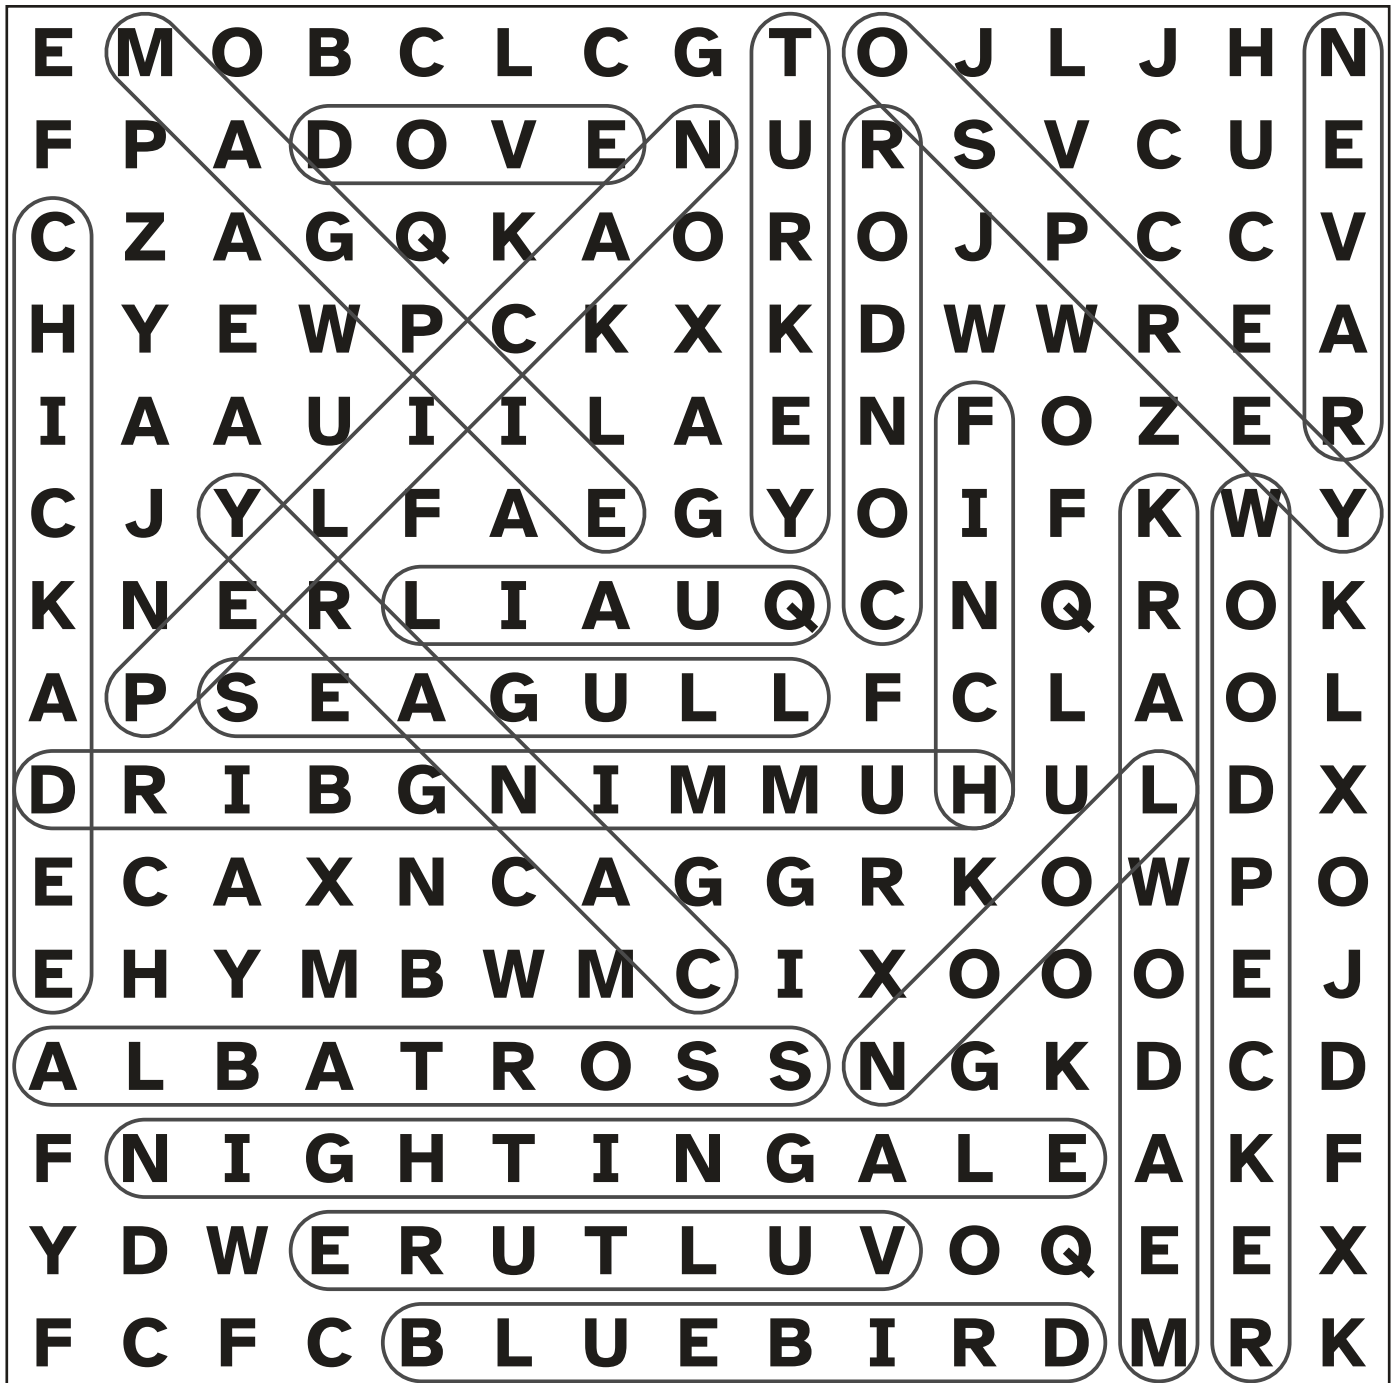 E M O B C L C G T O J L J H N
F P A D O V E N U R S V C U E
C Z A G Q K A O R O J P C C V
H Y E W P C K X K D W W R E A
I A A U I I L A E N F O Z E R
C J Y L F A E G Y O I F K W Y
K N E R L I A U Q C N Q R O K
A P S E A G U L L F C L A O L
D R I B G N I M M U H U L D X
E C A X N C A G G R K O W P O
E H Y M B W M C I X O O O E J
A L B A T R O S S N G K D C D
F N I G H T I N G A L E A K F
Y D W E R U T L U V O Q E E X
F C F C B L U E B I R D M R K